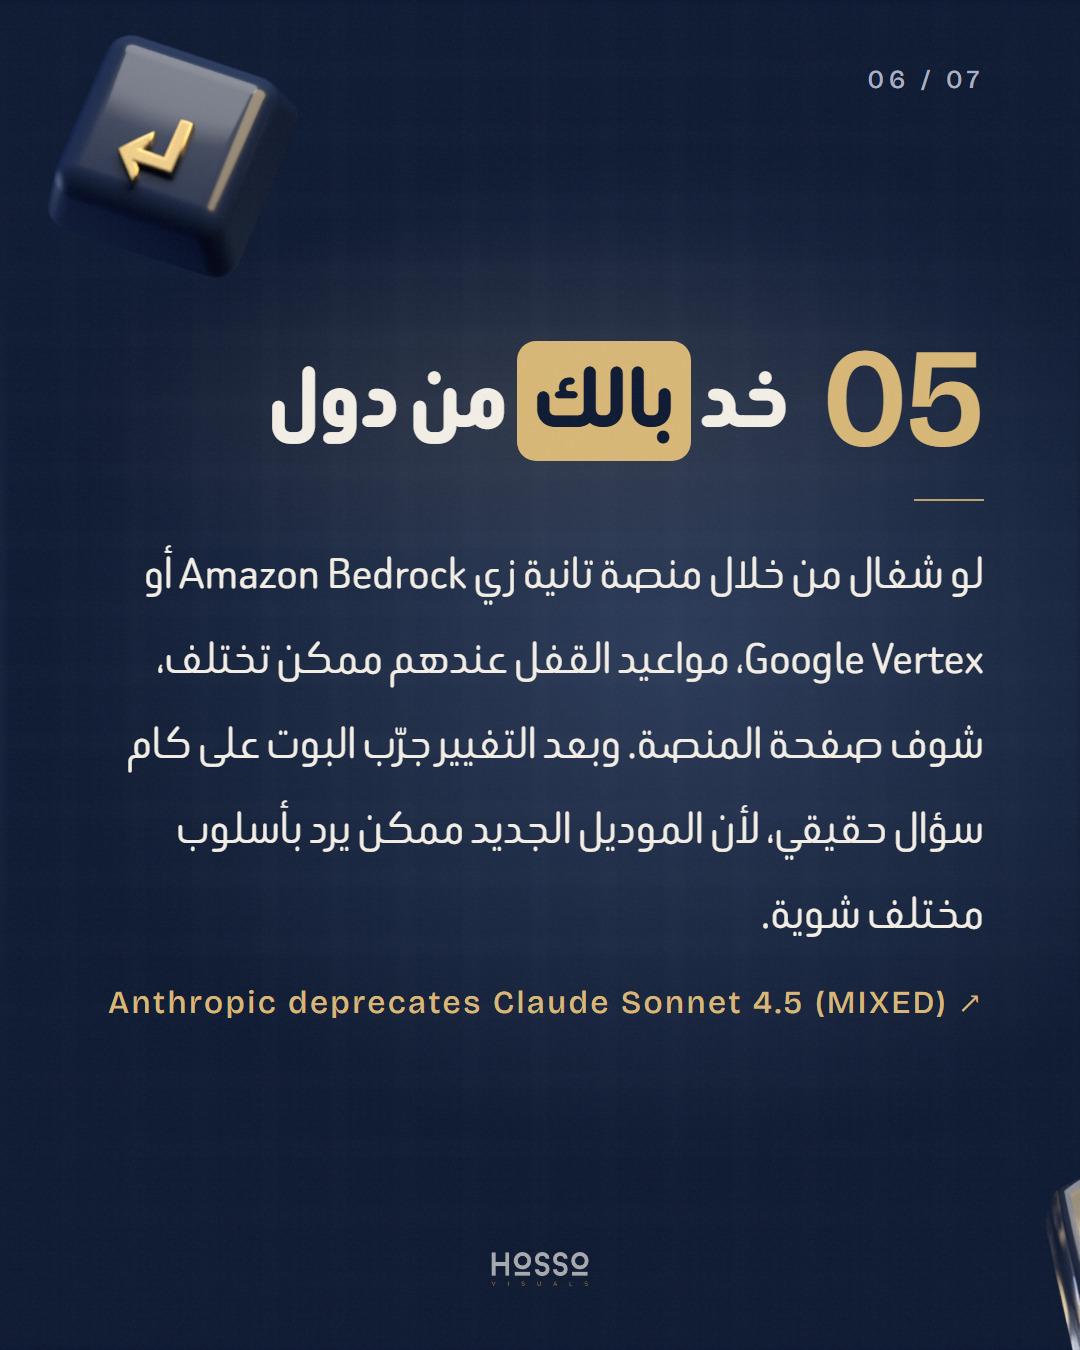 06 / 07
05 خد بالك من دول
لو شغال من خلال منصة تانية زي Amazon Bedrock أو
Google Vertex، مواعيد القفل عندهم ممكن تختلف،
شوف صفحة المنصة. وبعد التغيير جرّب البوت على كام
سؤال حقيقي، لأن الموديل الجديد ممكن يرد بأسلوب
مختلف شوية.
Anthropic deprecates Claude Sonnet 4.5 (MIXED) ↗
HOSSO
VISUALS